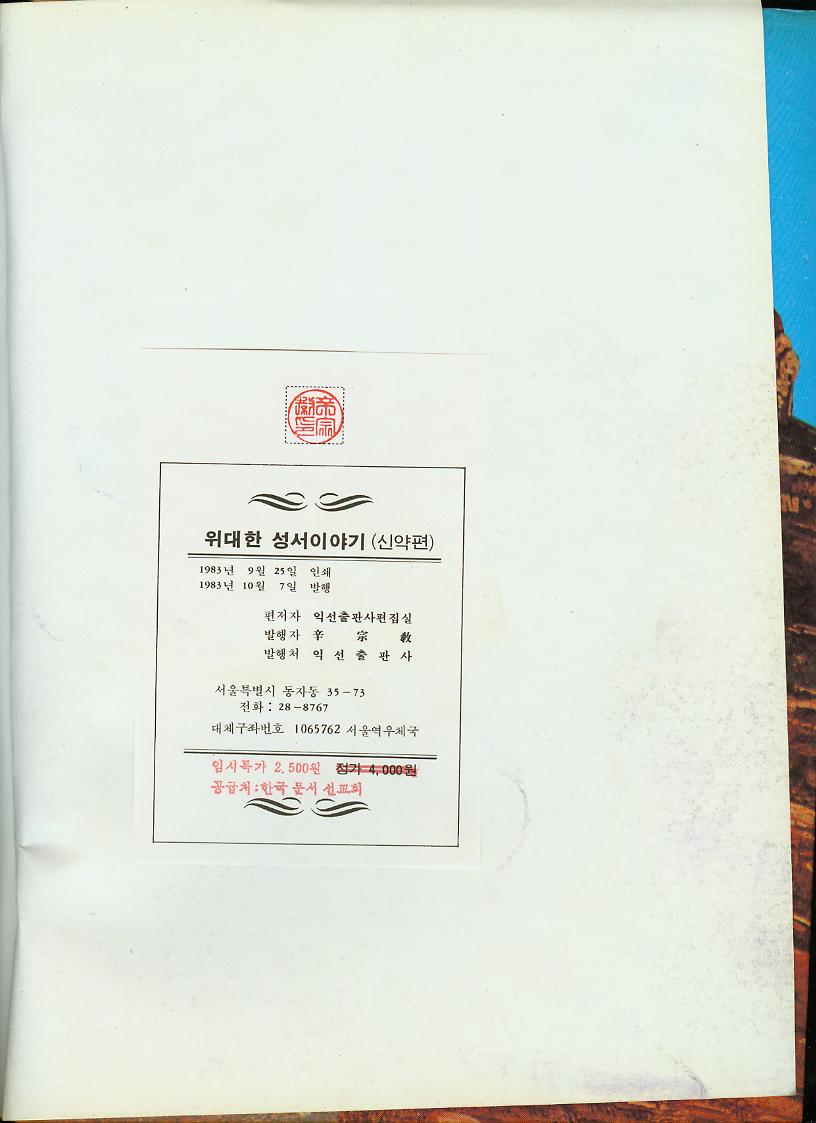 위대한 성서이야기 (신약편)
1983년 9월 25일 인쇄
1983년 10월 7일 발행
편저자 익선출판사편집실
발행자 辛宗敎
발행처 익선출판사
서울특별시 동자동 35-73
전화 : 28-8767
대체구좌번호 1065762 서울역우체국
임시특가 2,500원 정가 4,000원
공급처:한국 문서 선교회